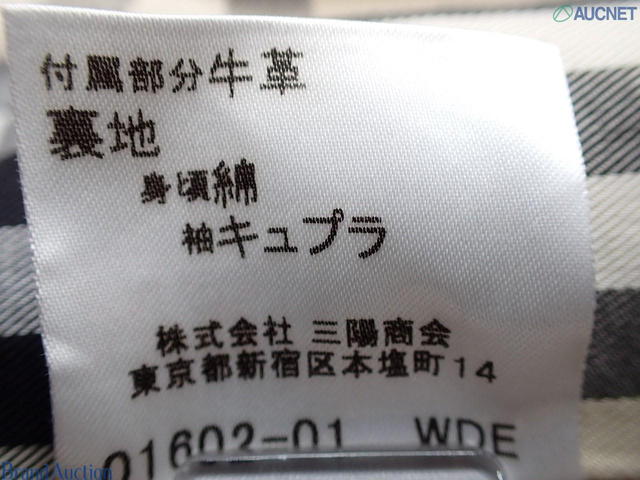 AUCNET
付属部分牛革
裏地
身頃綿
袖キュプラ
株式会社 三陽商会
東京都新宿区本塩町14
01602-01 WDE
Brand Auction